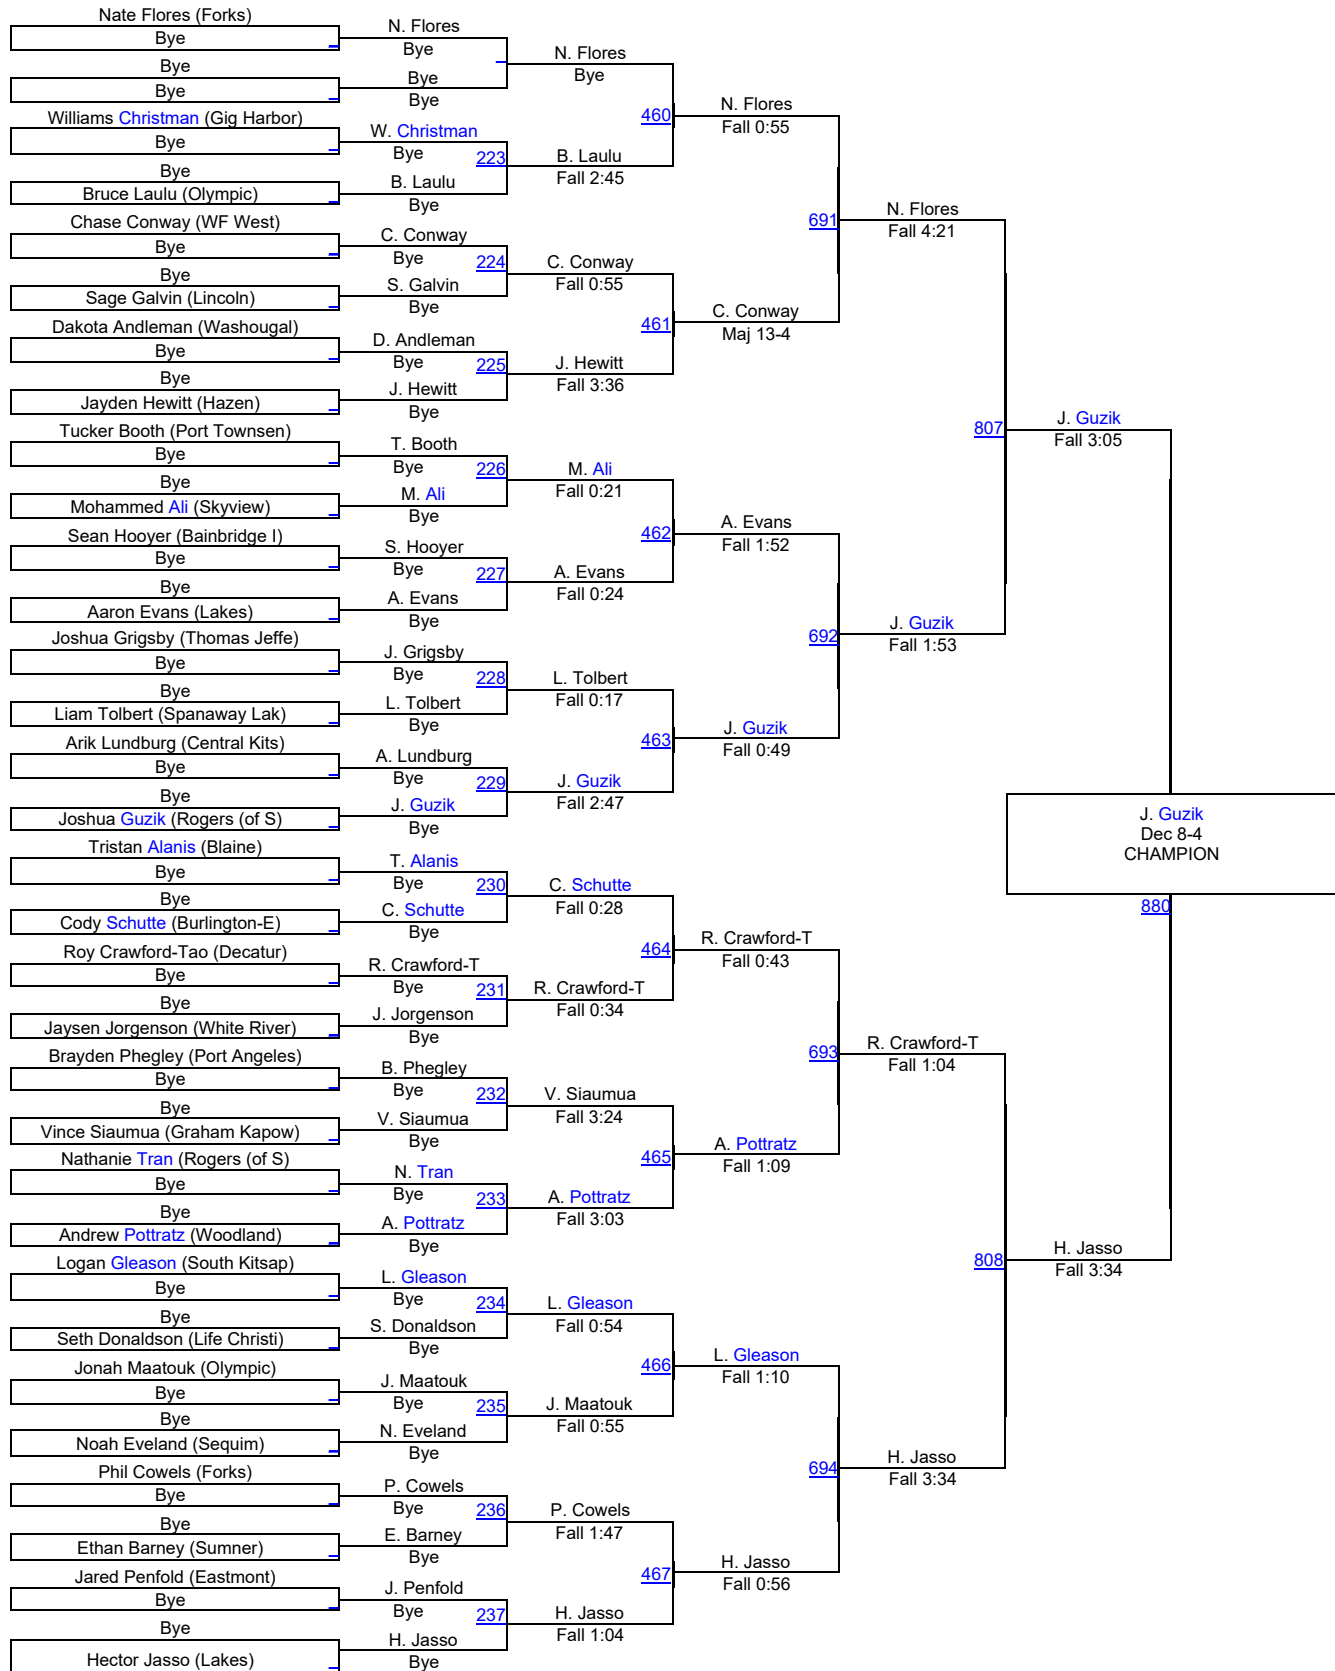 Nate Flores (Forks)
Bye
Bye
Bye
Williams Christman (Gig Harbor)
Bye
Bye
Bruce Laulu (Olympic)
Chase Conway (WF West)
Bye
Bye
Sage Galvin (Lincoln)
Dakota Andleman (Washougal)
Bye
Bye
Jayden Hewitt (Hazen)
Tucker Booth (Port Townsen)
Bye
Bye
Mohammed Ali (Skyview)
Sean Hooyer (Bainbridge I)
Bye
Bye
Aaron Evans (Lakes)
Joshua Grigsby (Thomas Jeffe)
Bye
Bye
Liam Tolbert (Spanaway Lak)
Arik Lundburg (Central Kits)
Bye
Bye
Joshua Guzik (Rogers (of S)
Tristan Alanis (Blaine)
Bye
Bye
Cody Schutte (Burlington-E)
Roy Crawford-Tao (Decatur)
Bye
Bye
Jaysen Jorgenson (White River)
Brayden Phegley (Port Angeles)
Bye
Bye
Vince Siaumua (Graham Kapow)
Nathanie Tran (Rogers (of S)
Bye
Bye
Andrew Pottratz (Woodland)
Logan Gleason (South Kitsap)
Bye
Bye
Seth Donaldson (Life Christi)
Jonah Maatouk (Olympic)
Bye
Bye
Noah Eveland (Sequim)
Phil Cowels (Forks)
Bye
Bye
Ethan Barney (Sumner)
Jared Penfold (Eastmont)
Bye
Bye
Hector Jasso (Lakes)
N. Flores
Bye
Bye
Bye
W. Christman
Bye
223
B. Laulu
Bye
C. Conway
Bye
224
S. Galvin
Bye
D. Andleman
Bye
225
J. Hewitt
Bye
T. Booth
Bye
226
M. Ali
Bye
S. Hooyer
Bye
227
A. Evans
Bye
J. Grigsby
Bye
228
L. Tolbert
Bye
A. Lundburg
Bye
229
J. Guzik
Bye
T. Alanis
Bye
230
C. Schutte
Bye
R. Crawford-T
Bye
231
J. Jorgenson
Bye
B. Phegley
Bye
232
V. Siaumua
Bye
N. Tran
Bye
233
A. Pottratz
Bye
L. Gleason
Bye
234
S. Donaldson
Bye
J. Maatouk
Bye
235
N. Eveland
Bye
P. Cowels
Bye
236
E. Barney
Bye
J. Penfold
Bye
237
H. Jasso
Bye
N. Flores
Bye
460
B. Laulu
Fall 2:45
C. Conway
Fall 0:55
461
J. Hewitt
Fall 3:36
M. Ali
Fall 0:21
462
A. Evans
Fall 0:24
L. Tolbert
Fall 0:17
463
J. Guzik
Fall 2:47
C. Schutte
Fall 0:28
464
R. Crawford-T
Fall 0:34
V. Siaumua
Fall 3:24
465
A. Pottratz
Fall 3:03
L. Gleason
Fall 0:54
466
J. Maatouk
Fall 0:55
P. Cowels
Fall 1:47
467
H. Jasso
Fall 1:04
N. Flores
Fall 0:55
691
C. Conway
Maj 13-4
A. Evans
Fall 1:52
692
J. Guzik
Fall 0:49
R. Crawford-T
Fall 0:43
693
A. Pottratz
Fall 1:09
L. Gleason
Fall 1:10
694
H. Jasso
Fall 0:56
N. Flores
Fall 4:21
807
J. Guzik
Fall 1:53
R. Crawford-T
Fall 1:04
808
H. Jasso
Fall 3:34
J. Guzik
Fall 3:05
H. Jasso
Fall 3:34
J. Guzik
Dec 8-4
CHAMPION
880